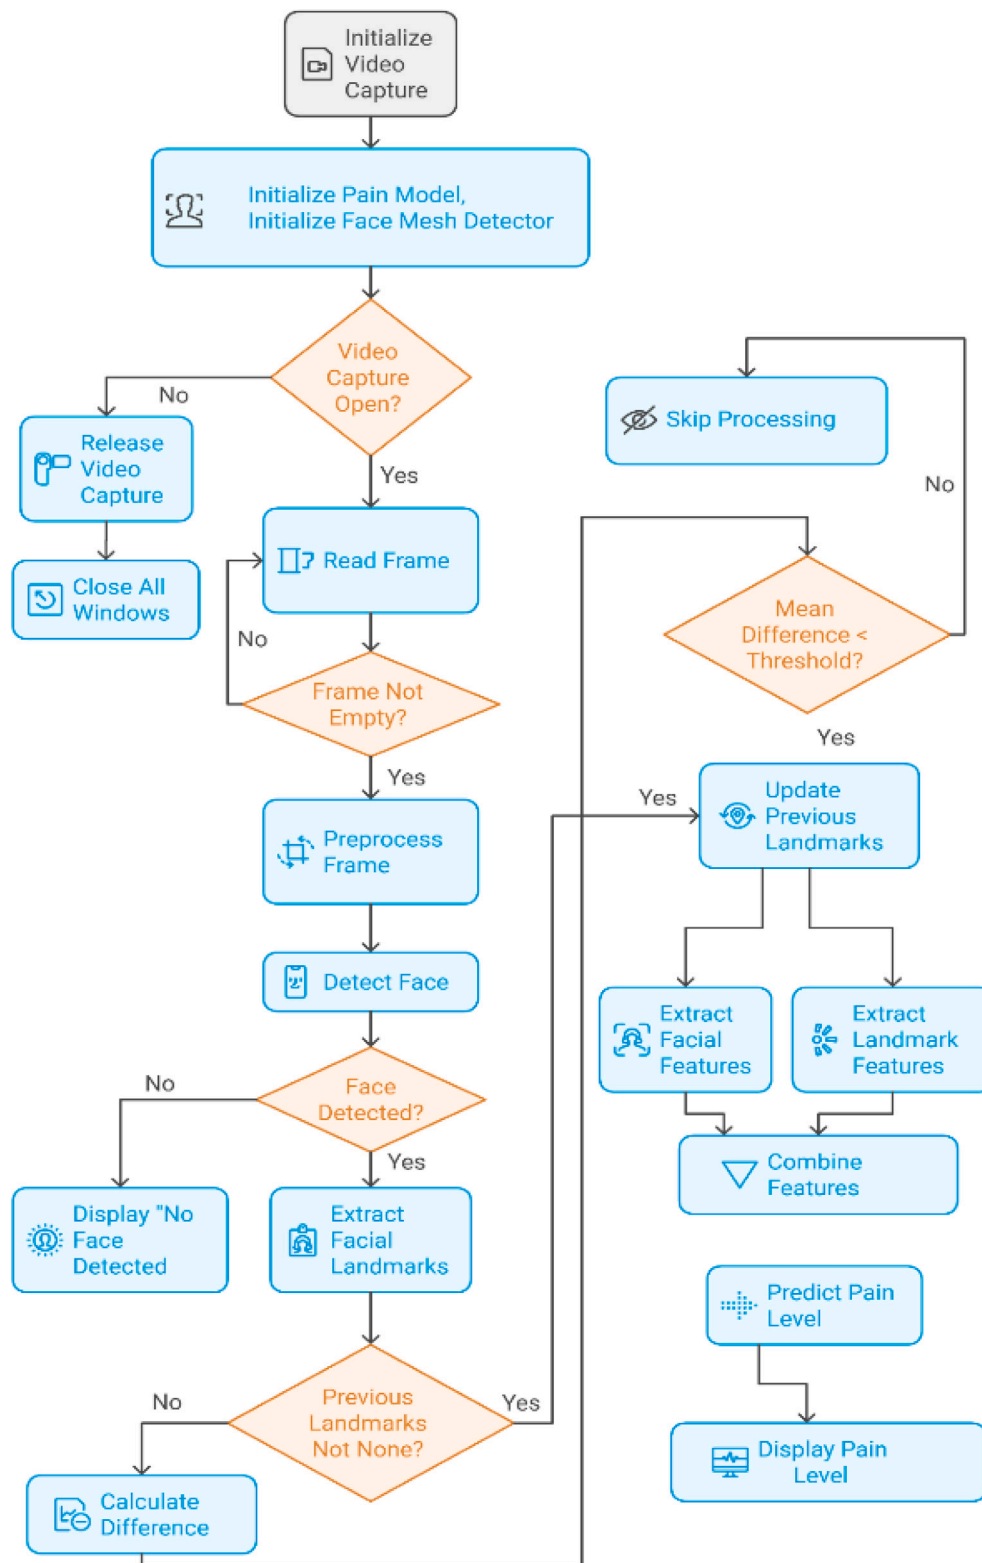 Initialize
Video
Capture
Initialize Pain Model,
Initialize Face Mesh Detector
Video
Capture
Open?
No
Release
Video
Capture
Close All
Windows
Yes
Read Frame
No
Frame Not
Empty?
Yes
Preprocess
Frame
Detect Face
Face
Detected?
No
Display "No
Face
Detected
Yes
Extract
Facial
Landmarks
Previous
Landmarks
Not None?
No
Calculate
Difference
Yes
Skip Processing
No
Mean
Difference <
Threshold?
Yes
Yes
Update
Previous
Landmarks
Extract
Facial
Features
Extract
Landmark
Features
Combine
Features
Predict Pain
Level
Display Pain
Level